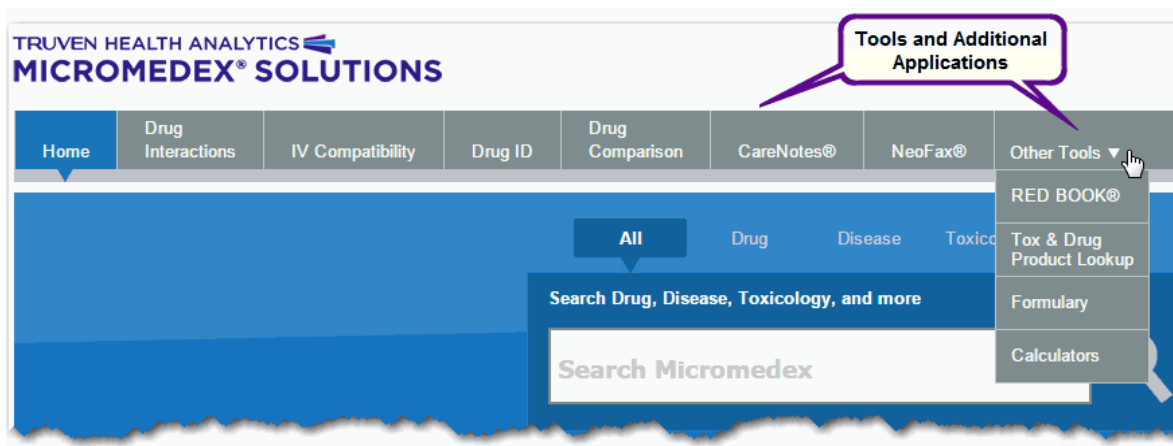 TRUVEN HEALTH ANALYTICS
MICROMEDEX® SOLUTIONS
Tools and Additional
Applications
Home
Drug
Interactions
IV Compatibility
Drug ID
Drug
Comparison
CareNotes®
NeoFax®
Other Tools ▼
RED BOOK®
Tox & Drug
Product Lookup
Formulary
Calculators
All
Drug
Disease
Toxico
Search Drug, Disease, Toxicology, and more
Search Micromedex